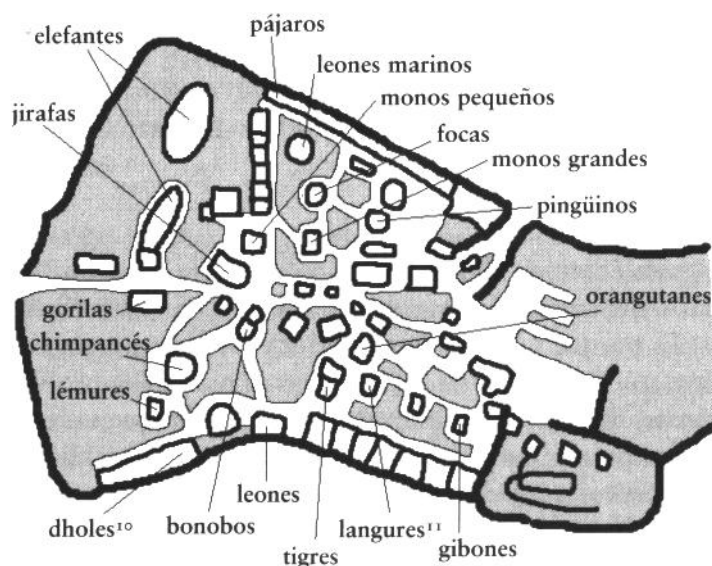 elefantes
pájaros
leones marinos
monos pequeños
jirafas
focas
monos grandes
pingüinos
orangutanes
gorilas
chimpancés
lémures
dholes¹⁰
bonobos
leones
tigres
langures¹¹
gibones